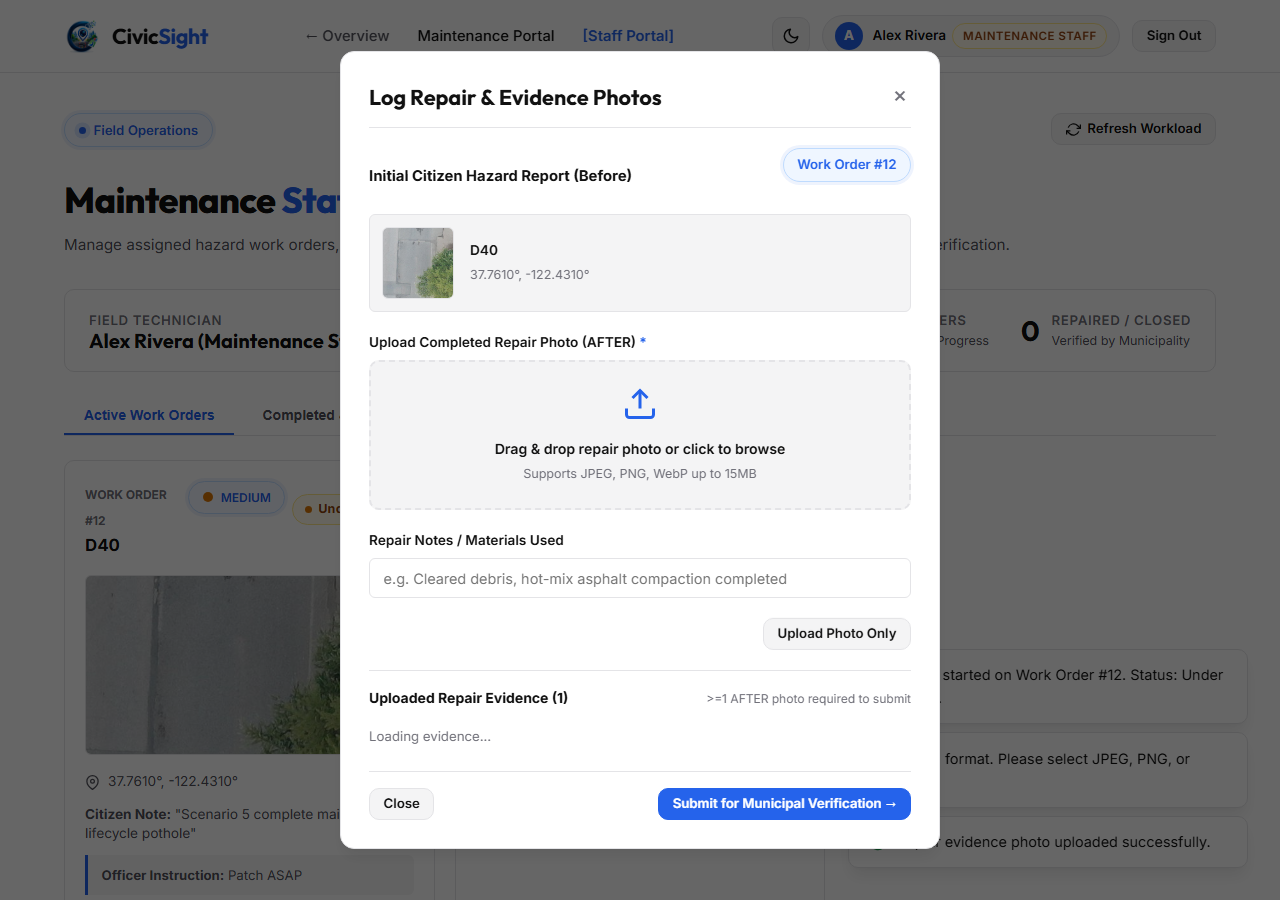 CivicSight
← Overview
Maintenance Portal
[Staff Portal]
A
Alex Rivera
MAINTENANCE STAFF
Sign Out
Field Operations
Refresh Workload
Maintenance
Manage assigned hazard work orders,
FIELD TECHNICIAN
Alex Rivera (Maintenance
Progress
0
REPAIRED / CLOSED
Verified by Municipality
Active Work Orders
Completed
WORK ORDER
#12
MEDIUM
D40
37.7610°, -122.4310°
Citizen Note: "Scenario 5 complete
lifecycle pothole"
Officer Instruction: Patch ASAP
Log Repair & Evidence Photos
×
Initial Citizen Hazard Report (Before)
Work Order #12
D40
37.7610°, -122.4310°
Upload Completed Repair Photo (AFTER) *
Drag & drop repair photo or click to browse
Supports JPEG, PNG, WebP up to 15MB
Repair Notes / Materials Used
e.g. Cleared debris, hot-mix asphalt compaction completed
Upload Photo Only
Uploaded Repair Evidence (1)
>=1 AFTER photo required to submit
Loading evidence...
Close
Submit for Municipal Verification →
started on Work Order #12. Status: Under
format. Please select JPEG, PNG, or
evidence photo uploaded successfully.